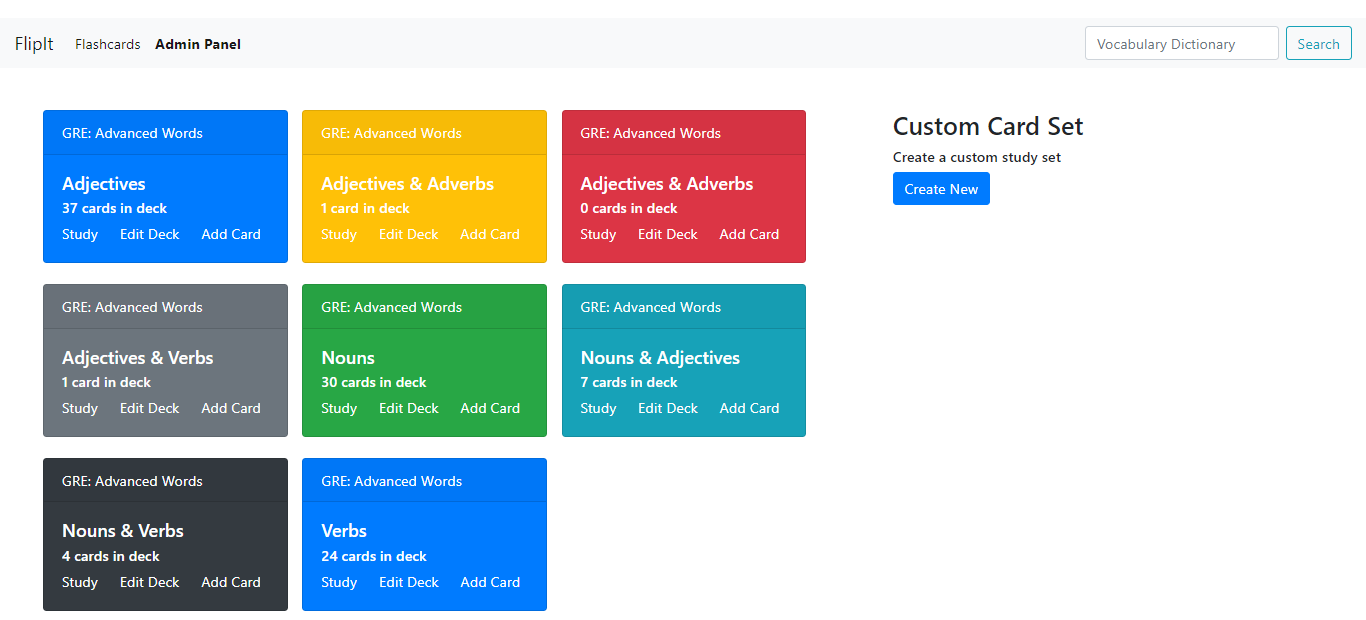 FlipIt Flashcards Admin Panel Vocabulary Dictionary Search
GRE: Advanced Words
Adjectives
37 cards in deck
Study Edit Deck Add Card
GRE: Advanced Words
Adjectives & Adverbs
1 card in deck
Study Edit Deck Add Card
GRE: Advanced Words
Adjectives & Adverbs
0 cards in deck
Study Edit Deck Add Card
GRE: Advanced Words
Adjectives & Verbs
1 card in deck
Study Edit Deck Add Card
GRE: Advanced Words
Nouns
30 cards in deck
Study Edit Deck Add Card
GRE: Advanced Words
Nouns & Adjectives
7 cards in deck
Study Edit Deck Add Card
GRE: Advanced Words
Nouns & Verbs
4 cards in deck
Study Edit Deck Add Card
GRE: Advanced Words
Verbs
24 cards in deck
Study Edit Deck Add Card
Custom Card Set
Create a custom study set
Create New